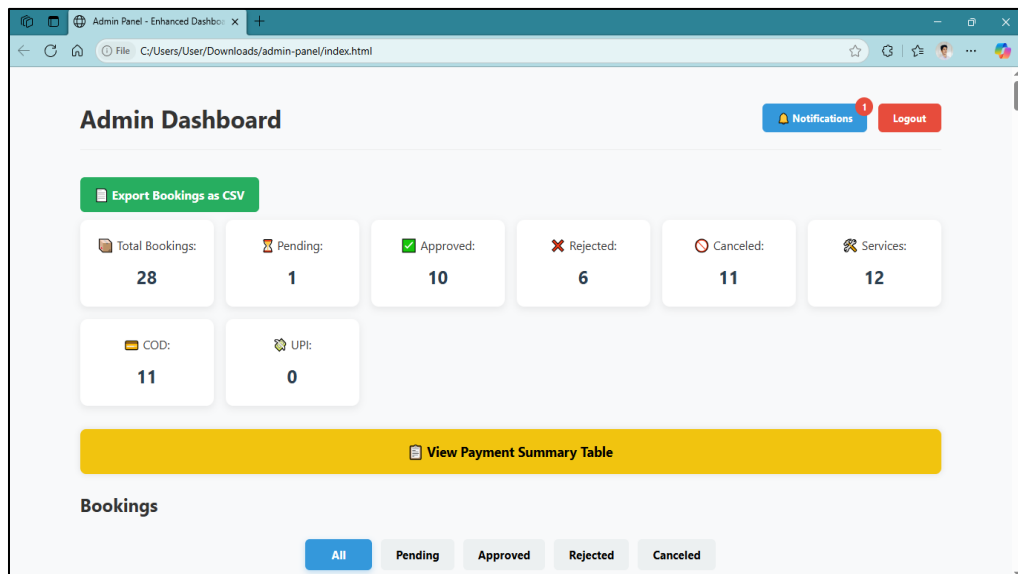 Admin Panel - Enhanced Dashbo
File C:/Users/User/Downloads/admin-panel/index.html
Admin Dashboard
Notifications 1 Logout
Export Bookings as CSV
Total Bookings: Pending: Approved: Rejected: Canceled: Services:
28 1 10 6 11 12
COD: UPI:
11 0
View Payment Summary Table
Bookings
All Pending Approved Rejected Canceled